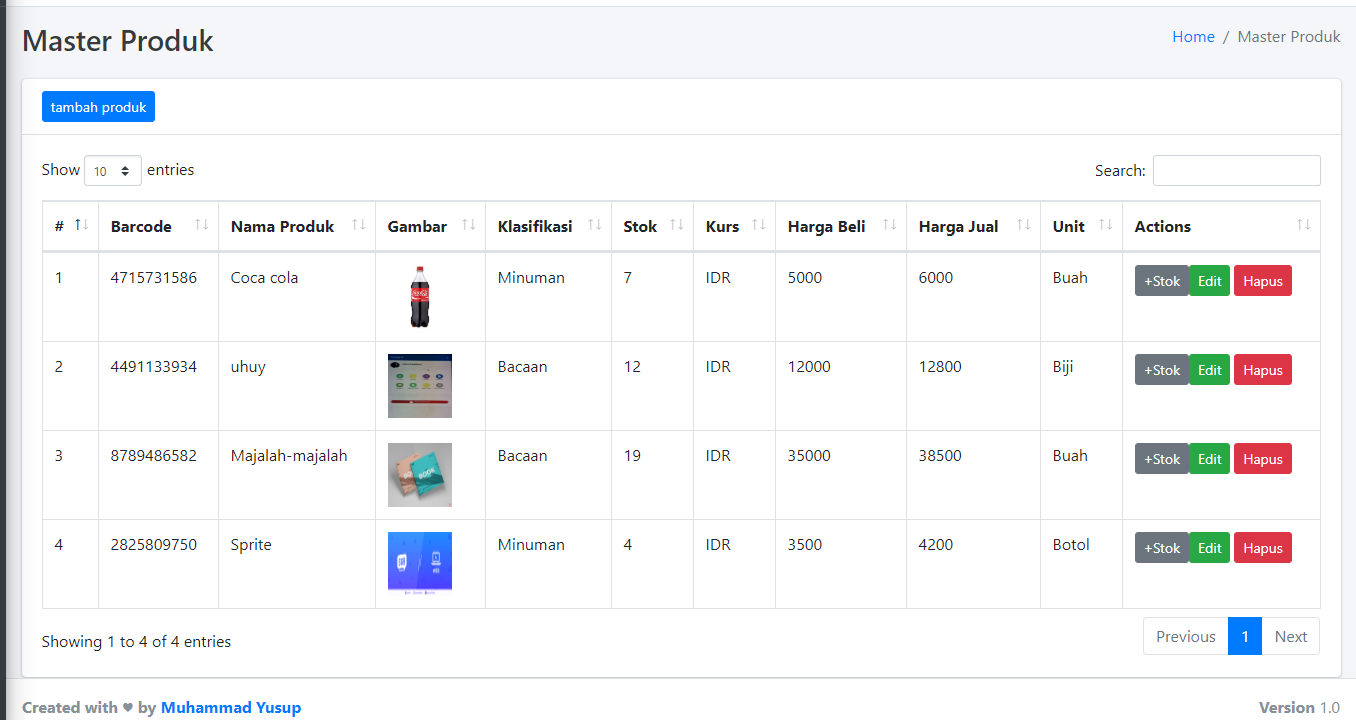 Master Produk
Home / Master Produk
tambah produk
Show 10 entries
Search:
# Barcode Nama Produk Gambar Klasifikasi Stok Kurs Harga Beli Harga Jual Unit Actions
1 4715731586 Coca cola Minuman 7 IDR 5000 6000 Buah +Stok Edit Hapus
2 4491133934 uhuy Bacaan 12 IDR 12000 12800 Biji +Stok Edit Hapus
3 8789486582 Majalah-majalah Bacaan 19 IDR 35000 38500 Buah +Stok Edit Hapus
BOOK
4 2825809750 Sprite Minuman 4 IDR 3500 4200 Botol +Stok Edit Hapus
Showing 1 to 4 of 4 entries
Previous 1 Next
Created with ♥ by Muhammad Yusup
Version 1.0